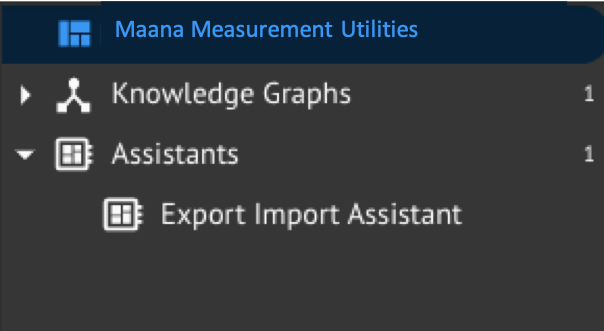 Maana Measurement Utilities
Knowledge Graphs 1
Assistants 1
Export Import Assistant